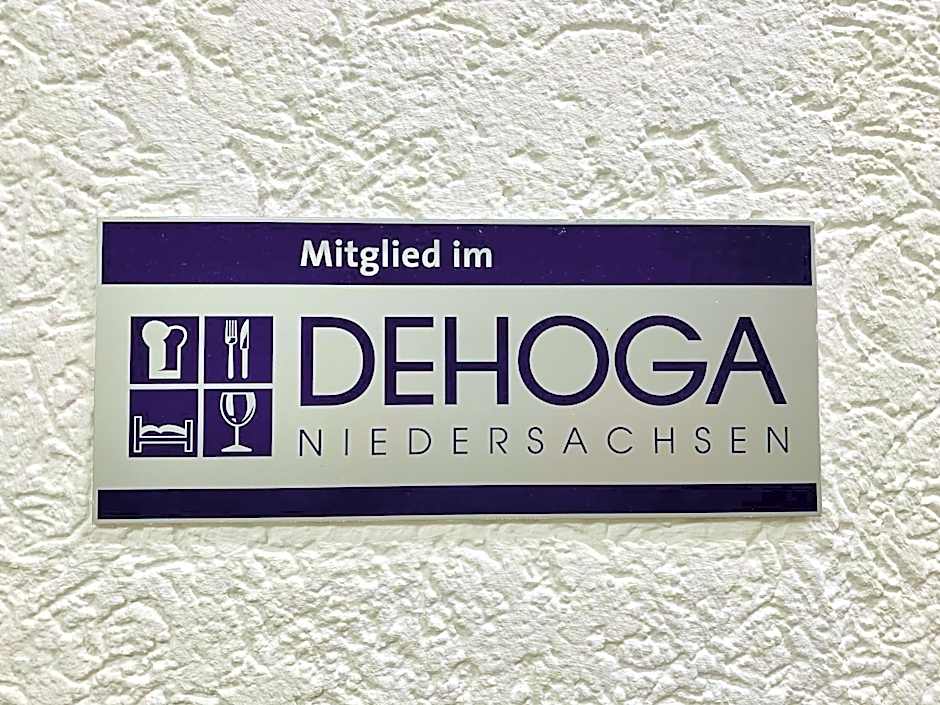 Mitglied im
DEHOGA
NIEDERSACHSEN